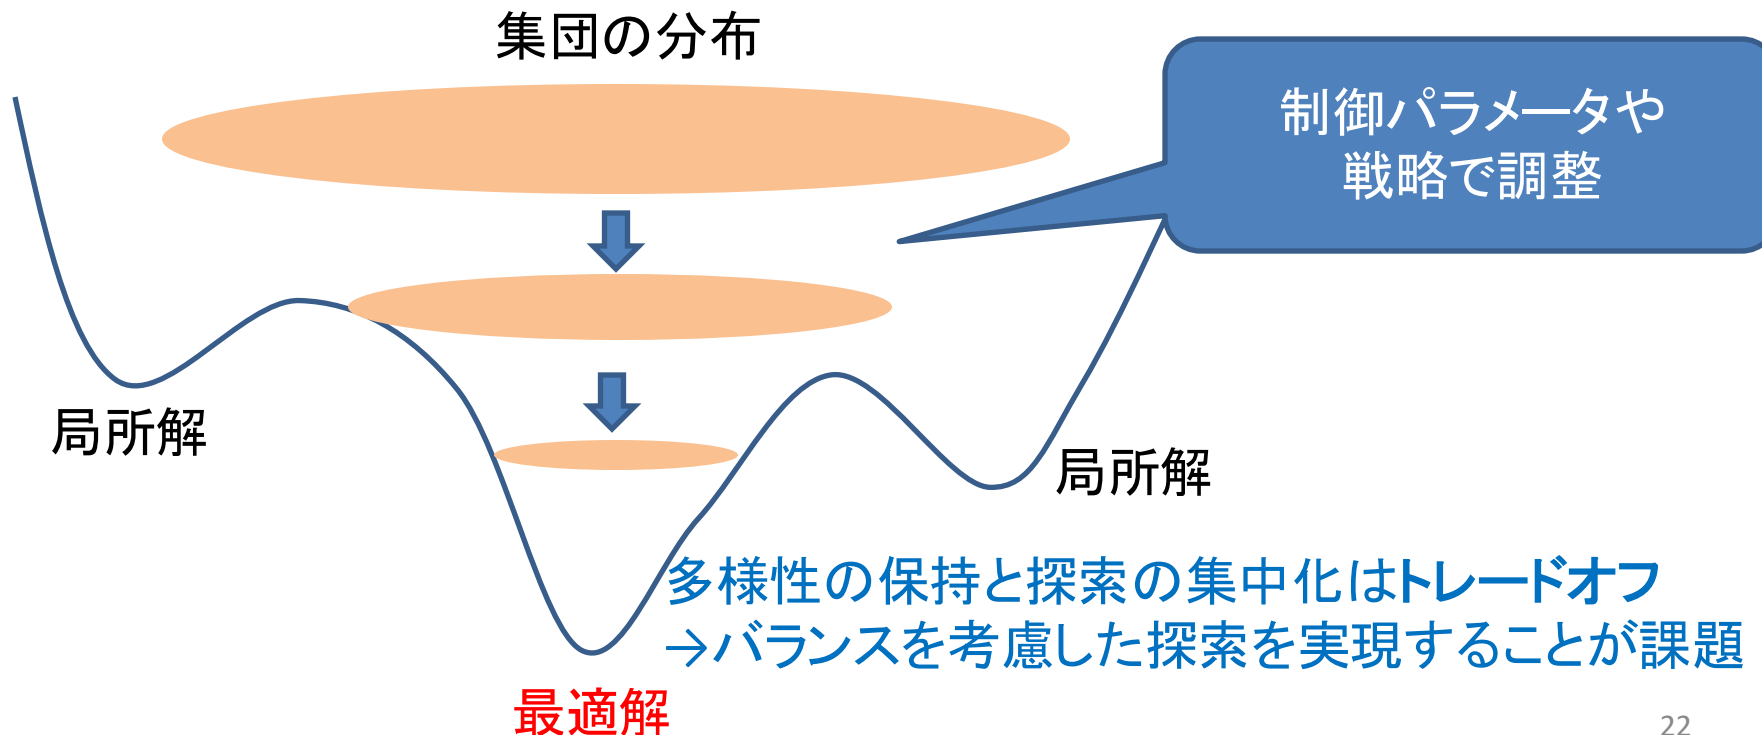 集団の分布
制御パラメータや
戦略で調整
局所解
局所解
多様性の保持と探索の集中化はトレードオフ
→バランスを考慮した探索を実現することが課題
最適解
22